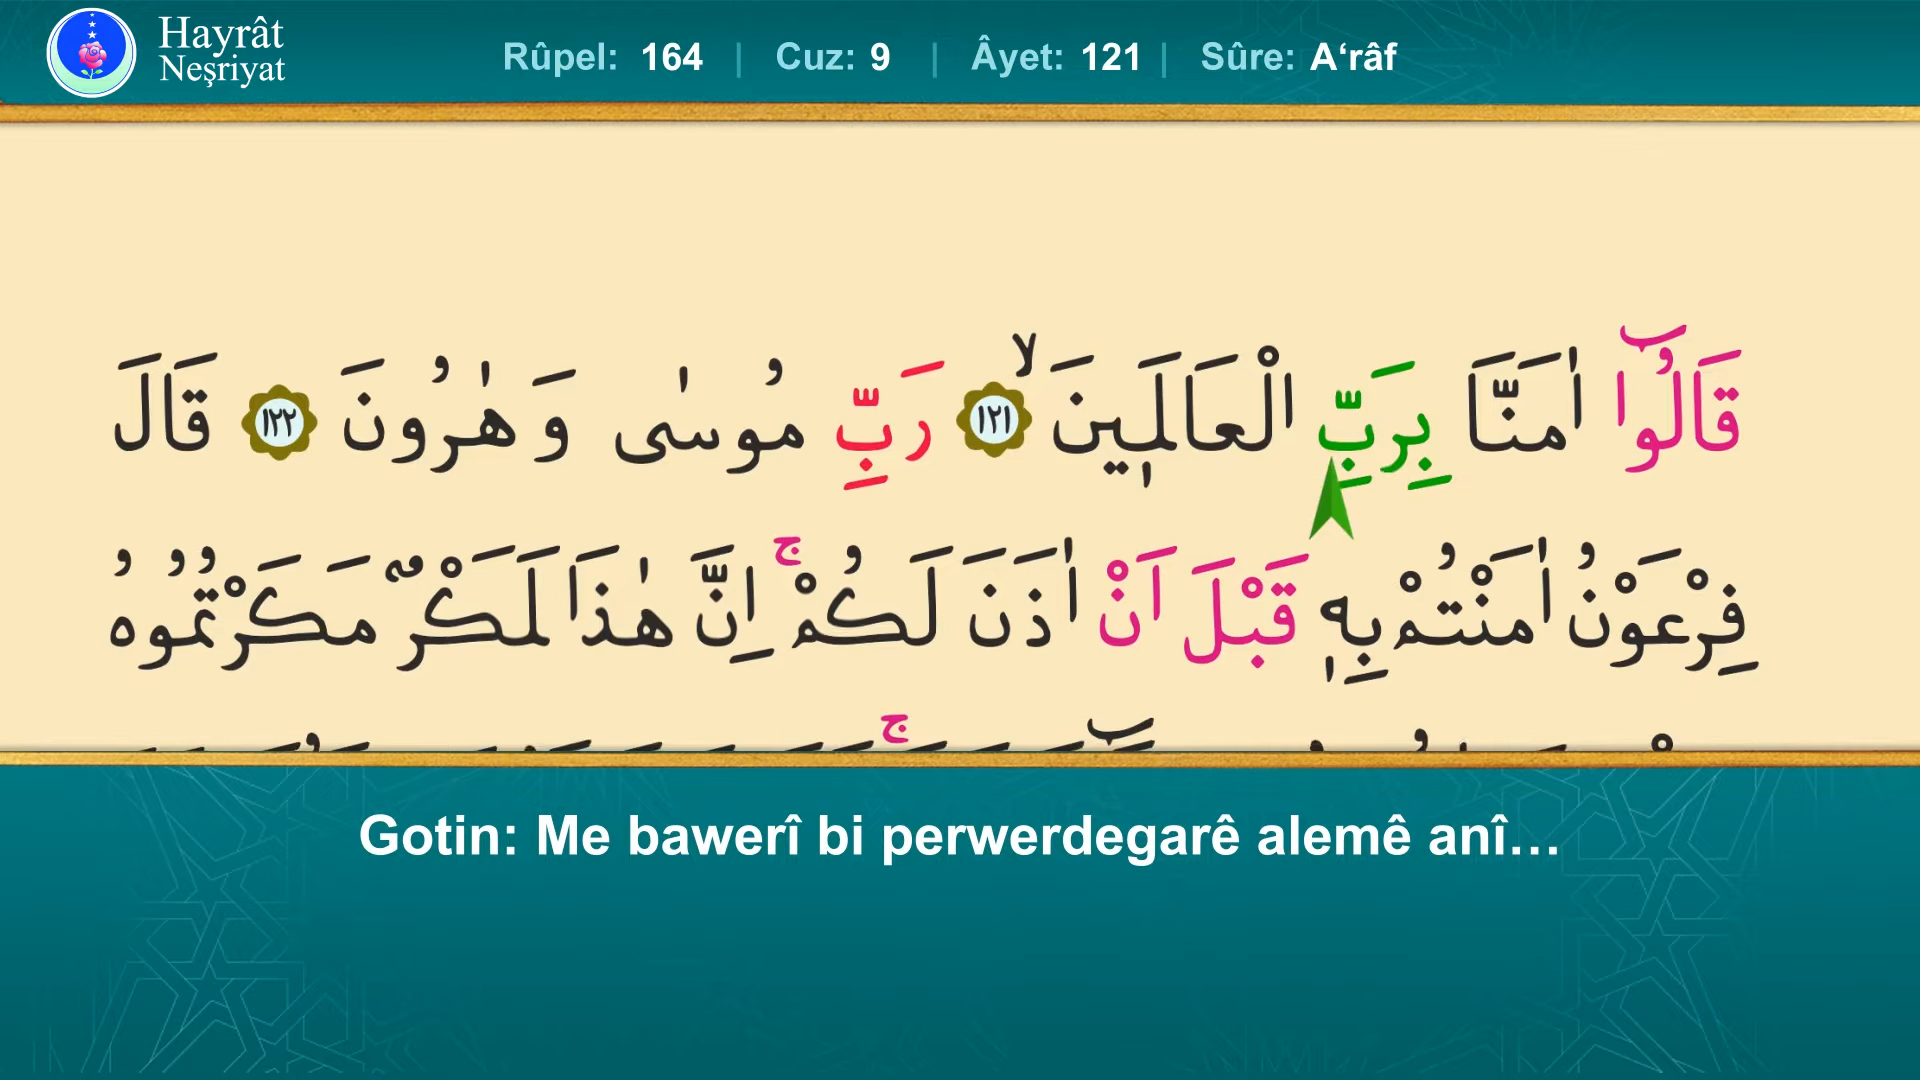 Hayrât
Neşriyat
Rûpel: 164 | Cuz: 9 | Âyet: 121 | Sûre: A‘râf
قَالُٓوا اٰمَنَّا بِرَبِّ الْعَالَم۪ينَۙ ١٢١ رَبِّ مُوسٰى وَهٰرُونَ ١٢٢ قَالَ
فِرْعَوْنُ اٰمَنْتُمْ بِه۪ قَبْلَ اَنْ اٰذَنَ لَكُمْۚ اِنَّ هٰذَا لَمَكْرٌ مَكَرْتُمُوهُ
Gotin: Me bawerî bi perwerdegarê alemê anî…